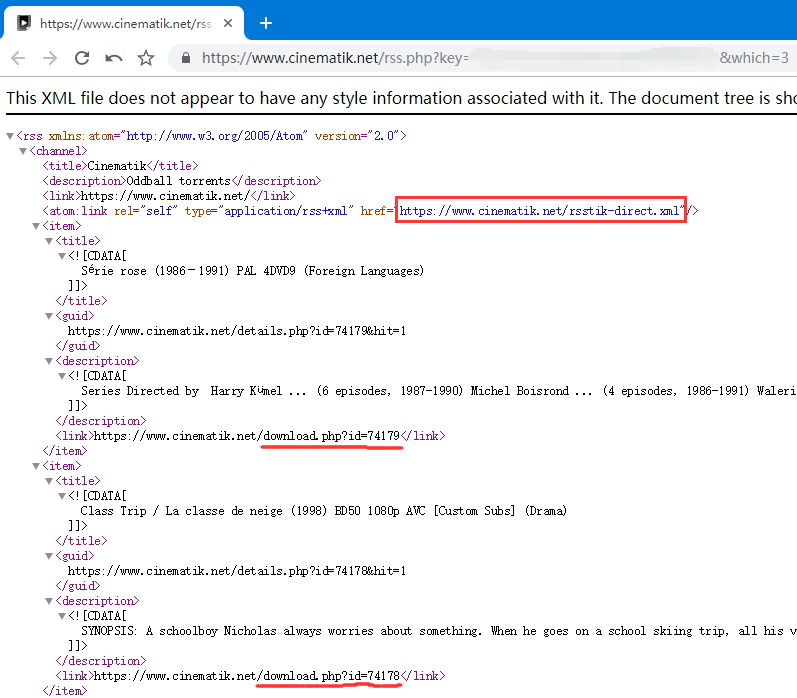 https://www.cinematik.net/rss.
https://www.cinematik.net/rss.php?key= &which=3
This XML file does not appear to have any style information associated with it. The document tree is sho
<rss xmlns:atom="http://www.w3.org/2005/Atom" version="2.0">
<channel>
<title>Cinematik</title>
<description>Oddball torrents</description>
<link>https://www.cinematik.net/</link>
<atom:link rel="self" type="application/rss+xml" href="https://www.cinematik.net/rsstik-direct.xml"/>
<item>
<title>
<![CDATA[
Série rose (1986-1991) PAL 4DVD9 (Foreign Languages)
]]>
</title>
<guid>
https://www.cinematik.net/details.php?id=74179&hit=1
</guid>
<description>
<![CDATA[
Series Directed by Harry Kümel ... (6 episodes, 1987-1990) Michel Boisrond ... (4 episodes, 1986-1991) Waleri
]]>
</description>
<link>https://www.cinematik.net/download.php?id=74179</link>
</item>
<item>
<title>
<![CDATA[
Class Trip / La classe de neige (1998) BD50 1080p AVC [Custom Subs] (Drama)
]]>
</title>
<guid>
https://www.cinematik.net/details.php?id=74178&hit=1
</guid>
<description>
<![CDATA[
SYNOPSIS: A schoolboy Nicholas always worries about something. When he goes on a school skiing trip, all his v
]]>
</description>
<link>https://www.cinematik.net/download.php?id=74178</link>
</item>